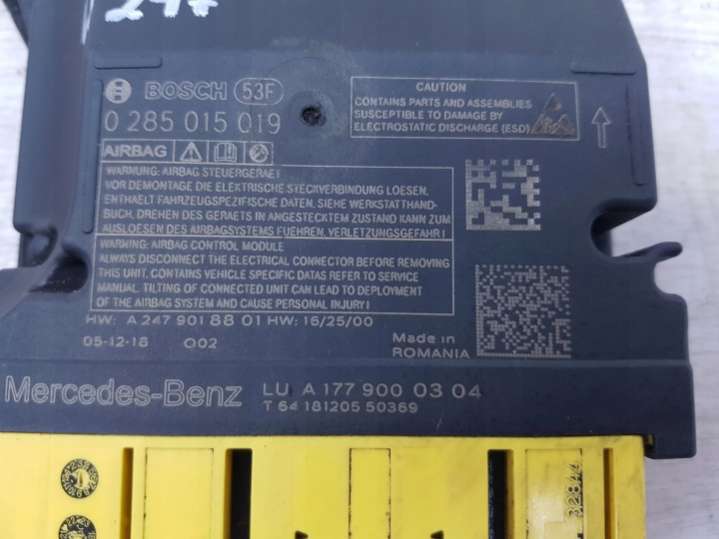 247
BOSCH 53F
0 285 015 019
AIRBAG
CAUTION
CONTAINS PARTS AND ASSEMBLIES
SUSCEPTIBLE TO DAMAGE BY
ELECTROSTATIC DISCHARGE (ESD)
WARNUNG: AIRBAG STEUERGERAET
VOR DEMONTAGE DIE ELEKTRISCHE STECKVERBINDUNG LOESEN.
ENTHAELT FAHRZEUGSPEZIFISCHE DATEN, SIEHE WERKSTATTHAND-
BUCH, DREHEN DES GERAETS IN ANGESTECKTEM ZUSTAND KANN ZUM
AUSLOESEN DES AIRBAGSYSTEMS FUEHREN, VERLETZUNGSGEFAHR!
WARNING: AIRBAG CONTROL MODULE
ALWAYS DISCONNECT THE ELECTRICAL CONNECTOR BEFORE REMOVING
THIS UNIT. CONTAINS VEHICLE SPECIFIC DATAS REFER TO SERVICE
MANUAL. TILTING OF CONNECTED UNIT CAN LEAD TO DEPLOYMENT
OF THE AIRBAG SYSTEM AND CAUSE PERSONAL INJURY!
HW: A 247 901 88 01 HW: 16/25/00
05-12-18 Q02
Made in
ROMANIA
Mercedes-Benz LU A 177 900 03 04
T 64 181205 50369